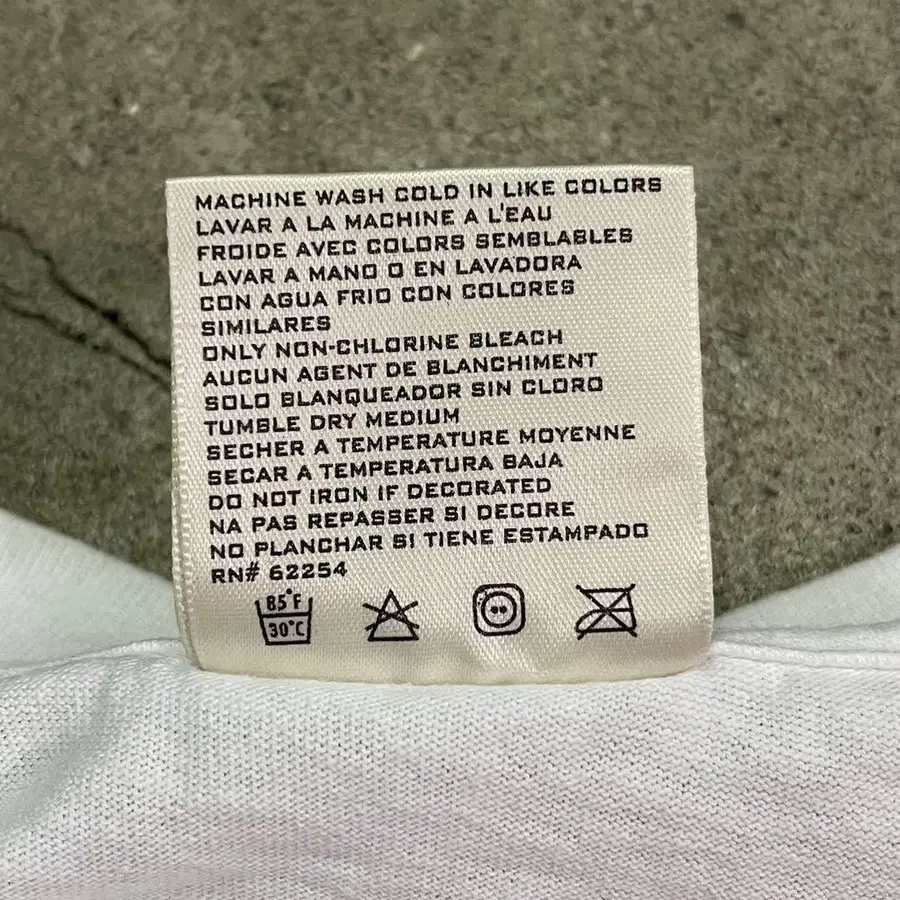 MACHINE WASH COLD IN LIKE COLORS
LAVAR A LA MACHINE A L'EAU
FROIDE AVEC COLORS SEMBLABLES
LAVAR A MANO O EN LAVADORA
CON AGUA FRIO CON COLORES
SIMILARES
ONLY NON-CHLORINE BLEACH
AUCUN AGENT DE BLANCHIMENT
SOLO BLANQUEADOR SIN CLORO
TUMBLE DRY MEDIUM
SECHER A TEMPERATURE MOYENNE
SECAR A TEMPERATURA BAJA
DO NOT IRON IF DECORATED
NA PAS REPASSER SI DECORE
NO PLANCHAR SI TIENE ESTAMPADO
RN# 62254
85°F
30°C